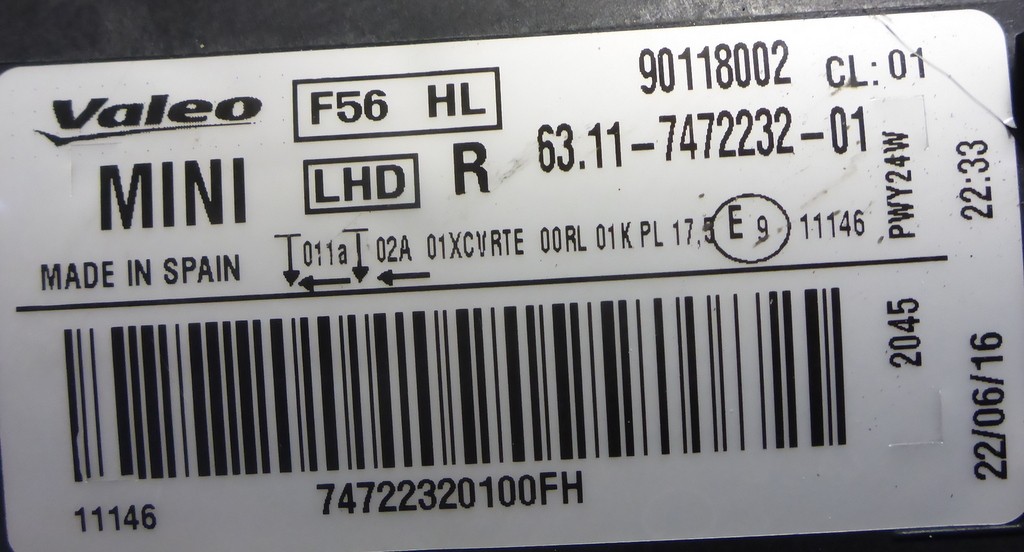 Valeo
F56 HL
90118002 CL: 01
MINI
LHD R
63.11-7472232-01
MADE IN SPAIN
011a 02A 01XCVRTE 00RL 01K PL 17,5 E 9 11146
PWY24W
22:33
2045
22/06/16
74722320100FH
11146